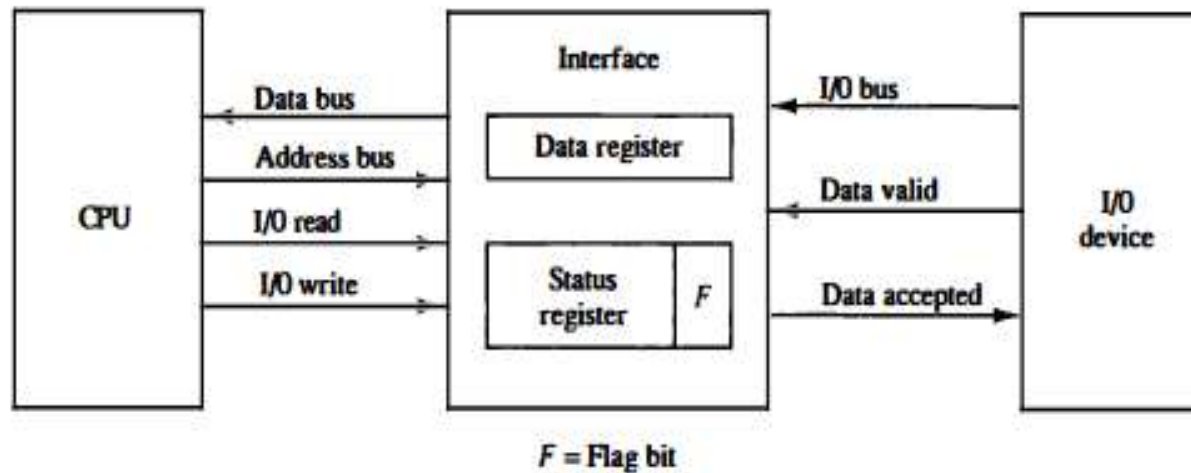 Interface
Data bus
I/O bus
Data register
Address bus
Data valid
CPU
I/O read
I/O
device
Status
register
F
I/O write
Data accepted
F = Flag bit